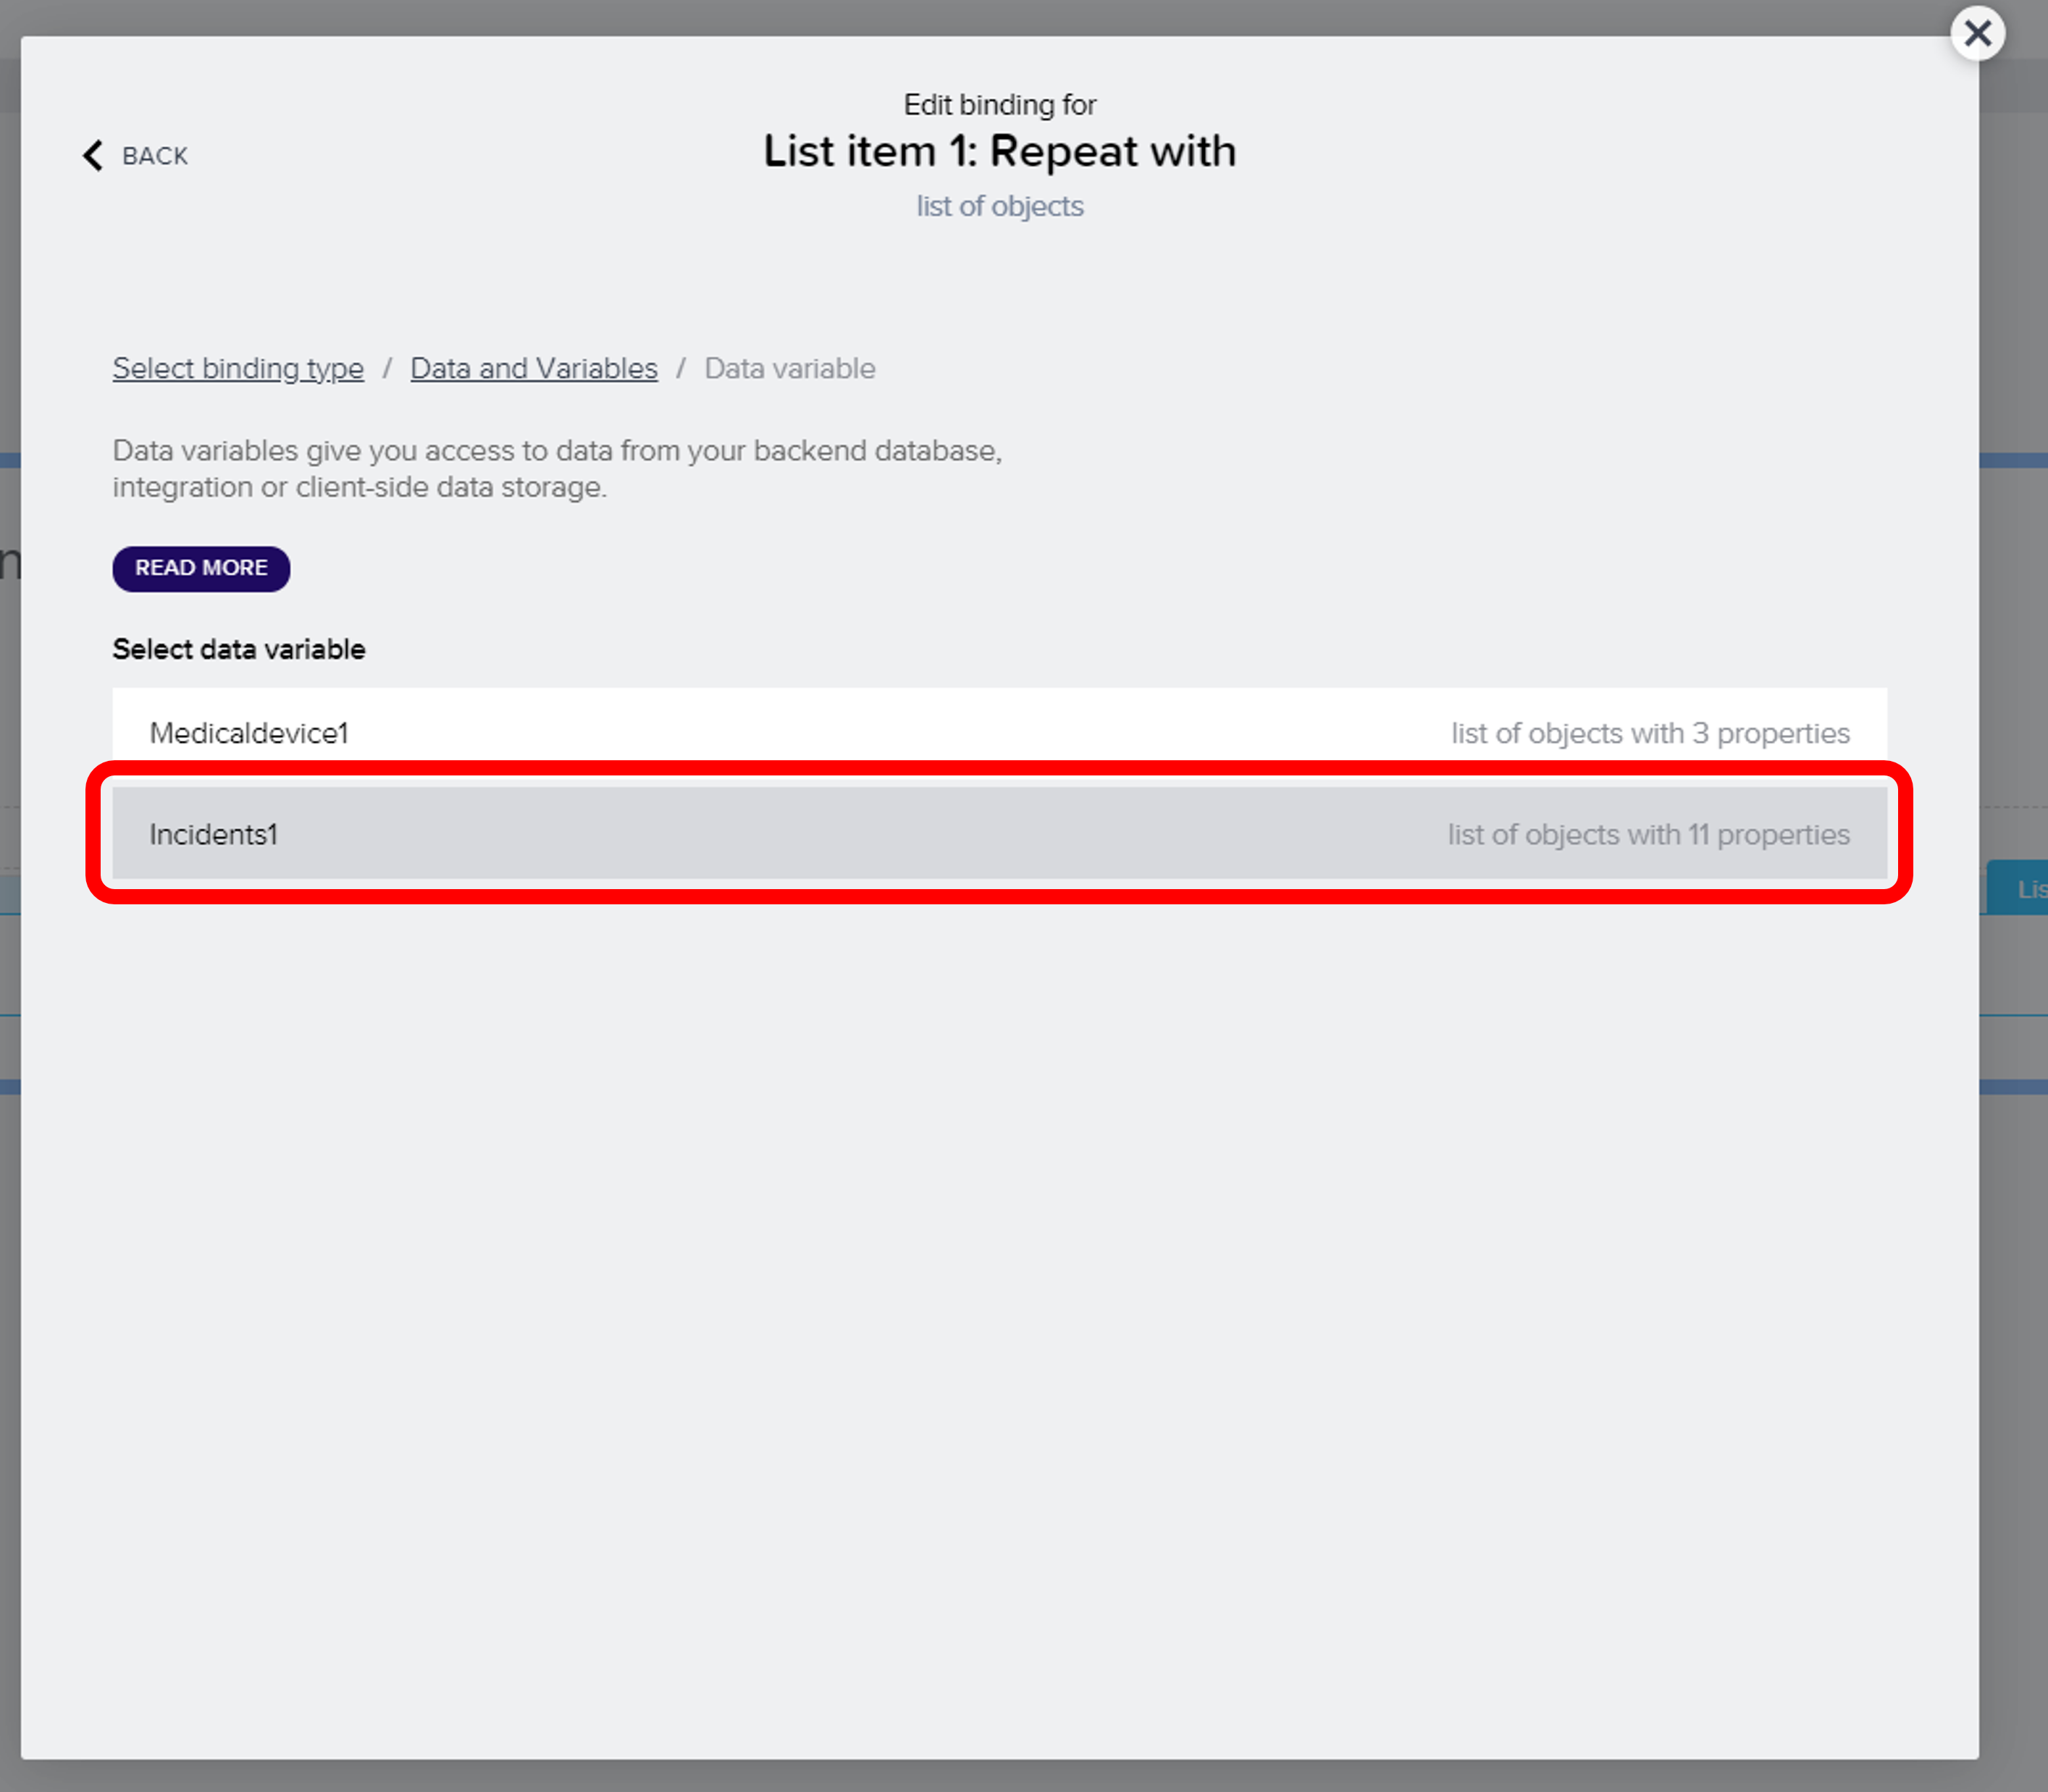 Edit binding for
BACK
List item 1: Repeat with
list of objects
Select binding type / Data and Variables / Data variable
Data variables give you access to data from your backend database,
integration or client-side data storage.
READ MORE
Select data variable
Medicaldevice1 list of objects with 3 properties
Incidents1 list of objects with 11 properties